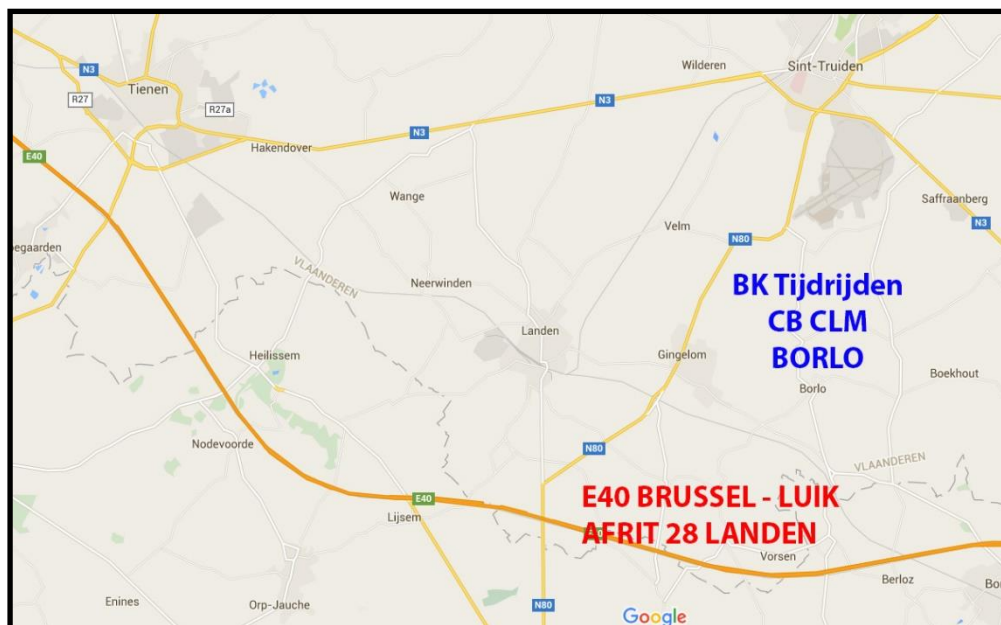 Wilderen
Sint-Truiden
N3
Tienen
R27
R27a
N3
N3
Hakendover
E40
Wange
Saffraanberg
N3
Velm
N80
egaarden
VLAANDEREN
Neerwinden
BK Tijdrijden
CB CLM
BORLO
Landen
Heilissem
Gingelom
Boekhout
Borlo
Nodevoorde
N80
VLAANDEREN
E40
E40 BRUSSEL - LUIK
AFRIT 28 LANDEN
Lijsem
Vorsen
Berloz
Enines
Orp-Jauche
N80
Google